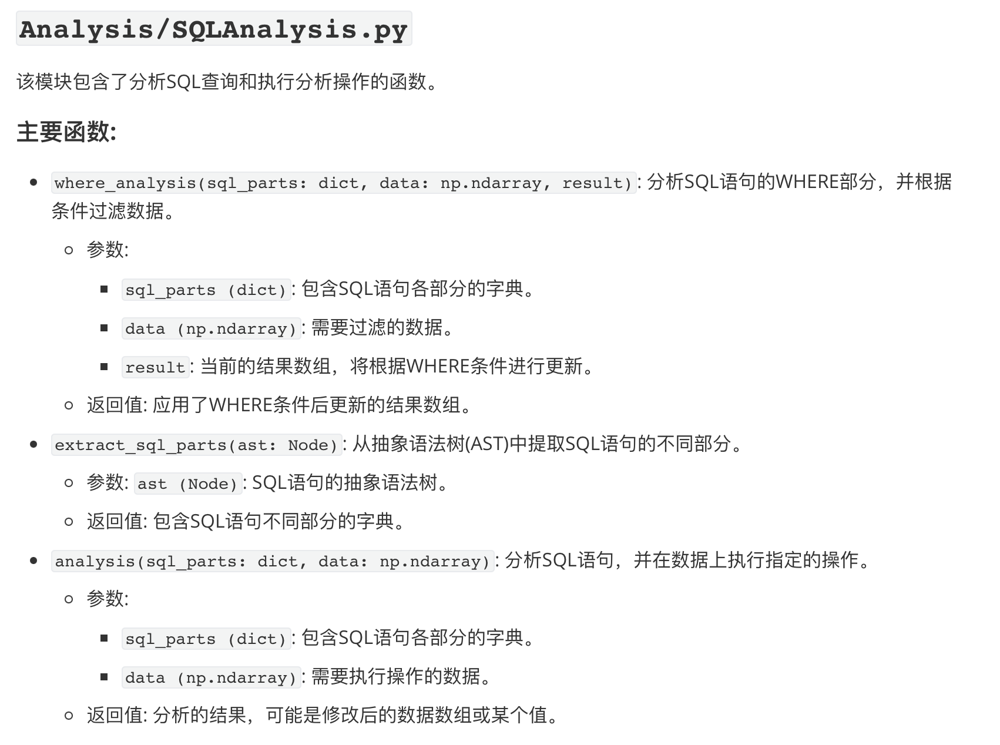 Analysis/SQLAnalysis.py
该模块包含了分析SQL查询和执行分析操作的函数。
主要函数:
where_analysis(sql_parts: dict, data: np.ndarray, result): 分析SQL语句的WHERE部分，并根据
条件过滤数据。
参数:
sql_parts (dict): 包含SQL语句各部分的字典。
data (np.ndarray): 需要过滤的数据。
result: 当前的结果数组，将根据WHERE条件进行更新。
返回值: 应用了WHERE条件后更新的结果数组。
extract_sql_parts(ast: Node): 从抽象语法树(AST)中提取SQL语句的不同部分。
参数: ast (Node): SQL语句的抽象语法树。
返回值: 包含SQL语句不同部分的字典。
analysis(sql_parts: dict, data: np.ndarray): 分析SQL语句，并在数据上执行指定的操作。
参数:
sql_parts (dict): 包含SQL语句各部分的字典。
data (np.ndarray): 需要执行操作的数据。
返回值: 分析的结果，可能是修改后的数据数组或某个值。